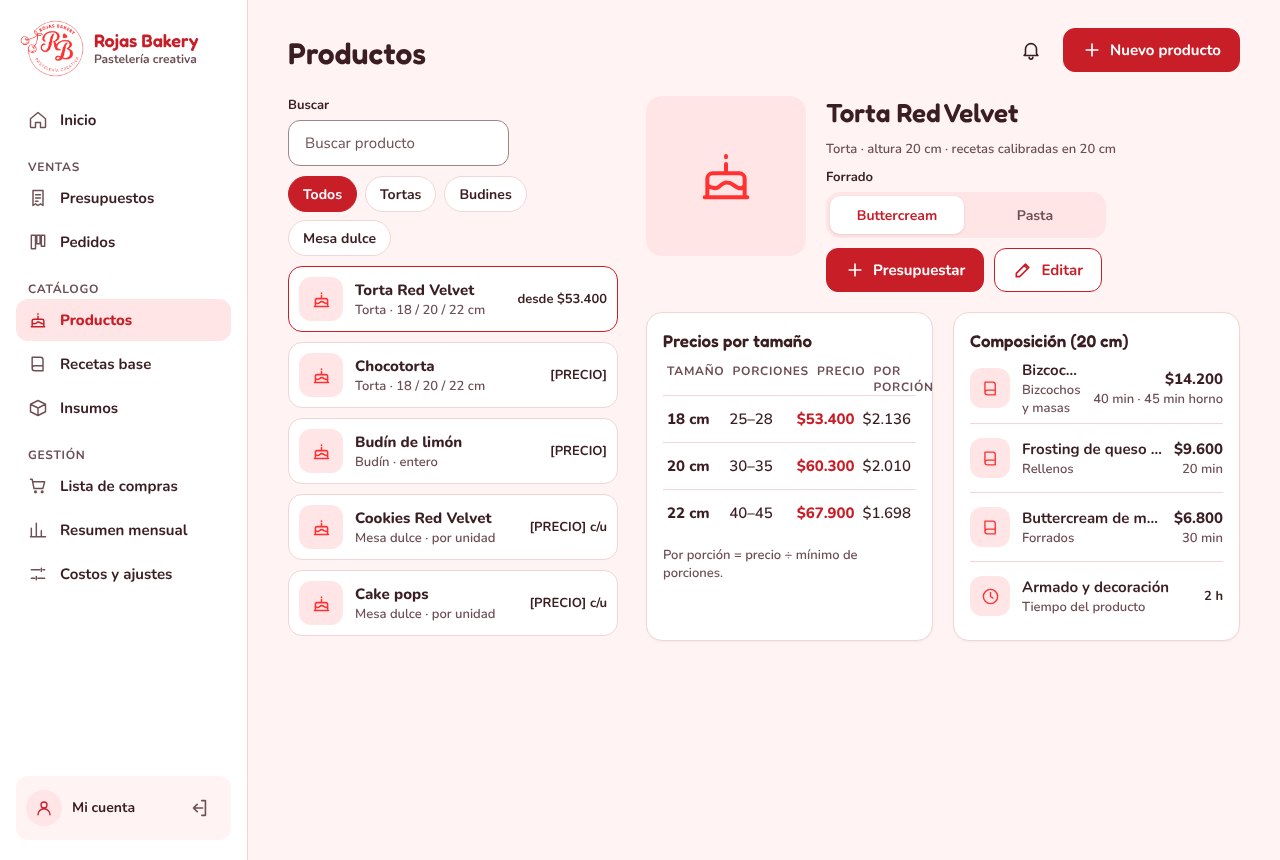 ROJAS BAKERY
RB
PASTELERÍA CREATIVA
Rojas Bakery
Pastelería creativa
Inicio
VENTAS
Presupuestos
Pedidos
CATÁLOGO
Productos
Recetas base
Insumos
GESTIÓN
Lista de compras
Resumen mensual
Costos y ajustes
Mi cuenta
Productos
Nuevo producto
Buscar
Buscar producto
Todos
Tortas
Budines
Mesa dulce
Torta Red Velvet
Torta · 18 / 20 / 22 cm
desde $53.400
Chocotorta
Torta · 18 / 20 / 22 cm
[PRECIO]
Budín de limón
Budín · entero
[PRECIO]
Cookies Red Velvet
Mesa dulce · por unidad
[PRECIO] c/u
Cake pops
Mesa dulce · por unidad
[PRECIO] c/u
Torta Red Velvet
Torta · altura 20 cm · recetas calibradas en 20 cm
Forrado
Buttercream
Pasta
Presupuestar
Editar
Precios por tamaño
TAMAÑO PORCIONES PRECIO POR
PORCIÓN
18 cm 25–28 $53.400 $2.136
20 cm 30–35 $60.300 $2.010
22 cm 40–45 $67.900 $1.698
Por porción = precio ÷ mínimo de
porciones.
Composición (20 cm)
Bizcoc...
Bizcochos
y masas
$14.200
40 min · 45 min horno
Frosting de queso ...
Rellenos
$9.600
20 min
Buttercream de m...
Forrados
$6.800
30 min
Armado y decoración
Tiempo del producto
2 h